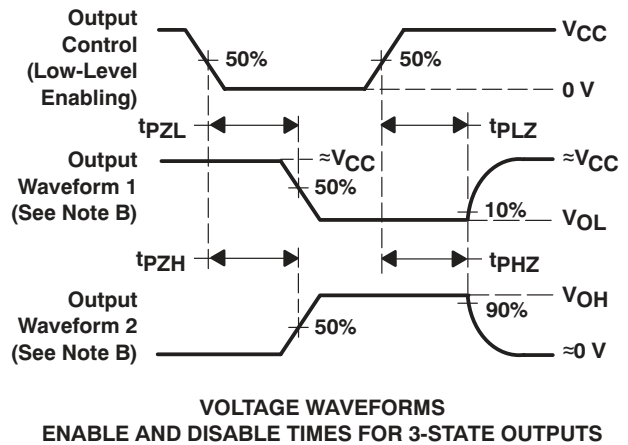 Output
Control
(Low-Level
Enabling)
50%
50%
VCC
0 V
tPZL
tPLZ
Output
Waveform 1
(See Note B)
≈VCC
50%
≈VCC
10%
VOL
tPZH
tPHZ
Output
Waveform 2
(See Note B)
50%
VOH
90%
≈0 V
VOLTAGE WAVEFORMS
ENABLE AND DISABLE TIMES FOR 3-STATE OUTPUTS